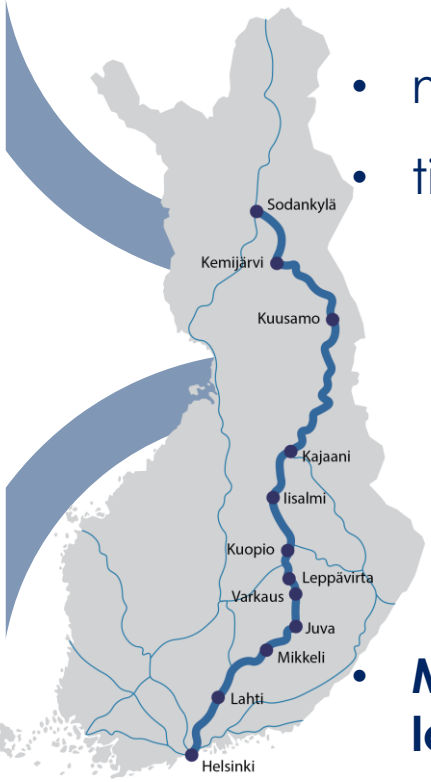 Sodankylä
Kemijärvi
Kuusamo
Kajaani
Iisalmi
Kuopio
Leppävirta
Varkaus
Juva
Mikkeli
Lahti
Helsinki